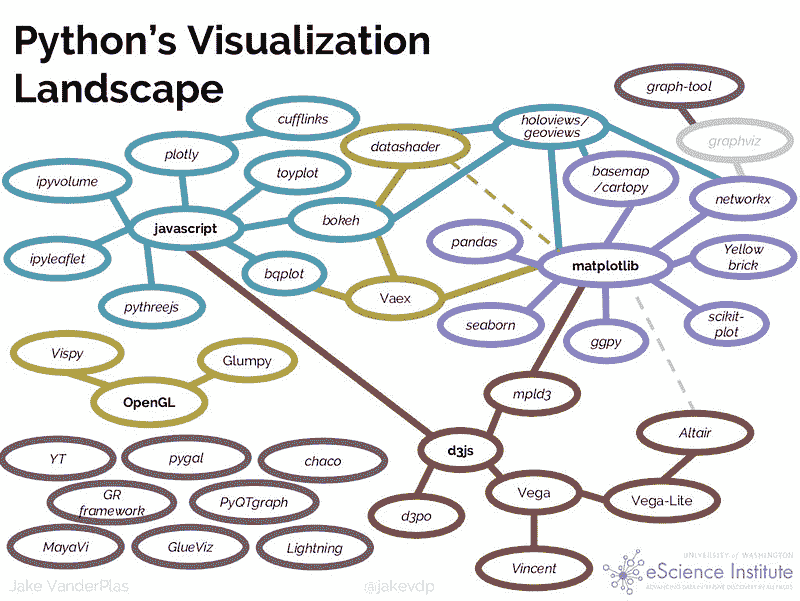 Python's Visualization
Landscape
graph-tool
cufflinks
holoviews/
geoviews
graphviz
datashader
plotly
toyplot
basemap
/cartopy
ipyvolume
networkx
javascript
bokeh
pandas
Yellow
brick
ipyleaflet
bqplot
matplotlib
Vaex
pythreejs
seaborn
ggpy
scikit-
plot
Vispy
Glumpy
OpenGL
mpld3
Altair
d3js
YT
pygal
chaco
GR
framework
PyQTgraph
d3po
Vega
Vega-Lite
MayaVi
GlueViz
Lightning
Vincent
UNIVERSITY of WASHINGTON
eScience Institute
Jake VanderPlas
@jakevdp